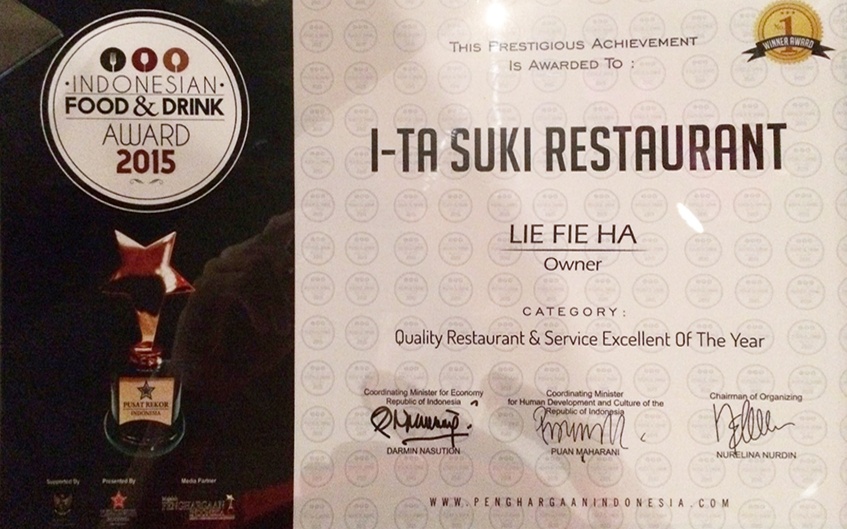 ·INDONESIAN·
FOOD & DRINK
AWARD
2015
PUSAT REKOR
INDONESIA
Supported By
Presented By
Media Partner
PENGHARGAAN
THIS PRESTIGIOUS ACHIEVEMENT
IS AWARDED TO :
No.1
WINNER AWARD
I-TA SUKI RESTAURANT
LIE FIE HA
Owner
CATEGORY:
Quality Restaurant & Service Excellent Of The Year
Coordinating Minister for Economy
Republic of Indonesia
DARMIN NASUTION
Coordinating Minister
for Human Development and Culture of the
Republic of Indonesia
PUAN MAHARANI
Chairman of Organizing
NURELINA NURDIN
WWW.PENGHARGAANINDONESIA.COM